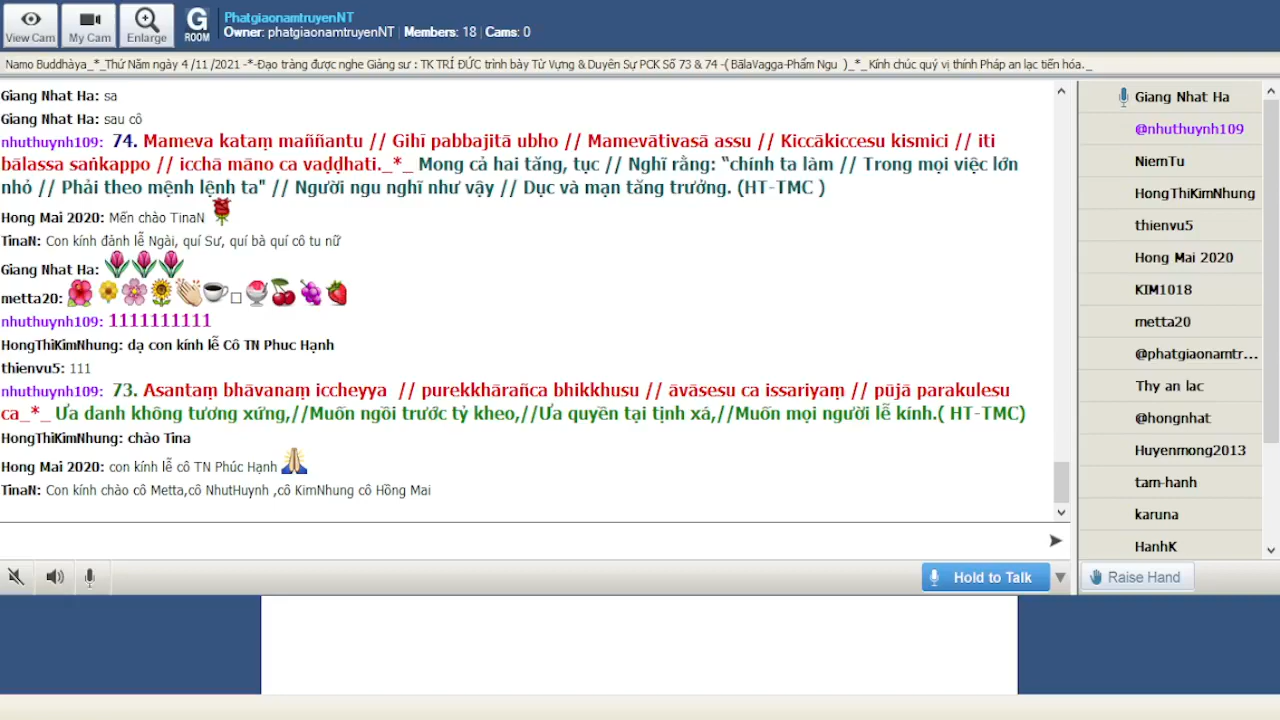 View Cam
My Cam
Enlarge
G ROOM
PhatgiaonamtruyenNT
Owner: phatgiaonamtruyenNT | Members: 18 | Cams: 0
Namo Buddhàya_*_Thứ Năm ngày 4 /11 /2021 -*-Đạo tràng được nghe Giảng sư : TK TRÍ ĐỨC trình bày Từ Vựng & Duyên Sự PCK Số 73 & 74 -( BālaVagga-Phẩm Ngu )_*_Kính chúc quý vị thính Pháp an lạc tiến hóa._
Giang Nhat Ha: sa
Giang Nhat Ha: sau cô
nhuthuynh109: 74. Mameva kataṃ maññantu // Gihī pabbajitā ubho // Mamevātivasā assu // Kiccākiccesu kismici // iti
bālassa saṅkappo // icchā māno ca vaḍḍhati._*_ Mong cả hai tăng, tục // Nghĩ rằng: “chính ta làm // Trong mọi việc lớn
nhỏ // Phải theo mệnh lệnh ta" // Người ngu nghĩ như vậy // Dục và mạn tăng trưởng. (HT-TMC )
Hong Mai 2020: Mến chào TinaN
TinaN: Con kính đảnh lễ Ngài, quí Sư, quí bà quí cô tu nữ
Giang Nhat Ha:
metta20:
nhuthuynh109: 1111111111
HongThiKimNhung: dạ con kính lễ Cô TN Phuc Hạnh
thienvu5: 111
nhuthuynh109: 73. Asantaṃ bhāvanaṃ iccheyya // purekkhārañca bhikkhusu // āvāsesu ca issariyaṃ // pūjā parakulesu
ca_*_ Ưa danh không tương xứng,//Muốn ngồi trước tỷ kheo,//Ưa quyền tại tịnh xá,//Muốn mọi người lễ kính.( HT-TMC)
HongThiKimNhung: chào Tina
Hong Mai 2020: con kính lễ cô TN Phúc Hạnh
TinaN: Con kính chào cô Metta,cô NhutHuynh ,cô KimNhung cô Hồng Mai
Giang Nhat Ha
@nhuthuynh109
NiemTu
HongThiKimNhung
thienvu5
Hong Mai 2020
KIM1018
metta20
@phatgiaonamtr...
Thy an lac
@hongnhat
Huyenmong2013
tam-hanh
karuna
HanhK
Hold to Talk
Raise Hand